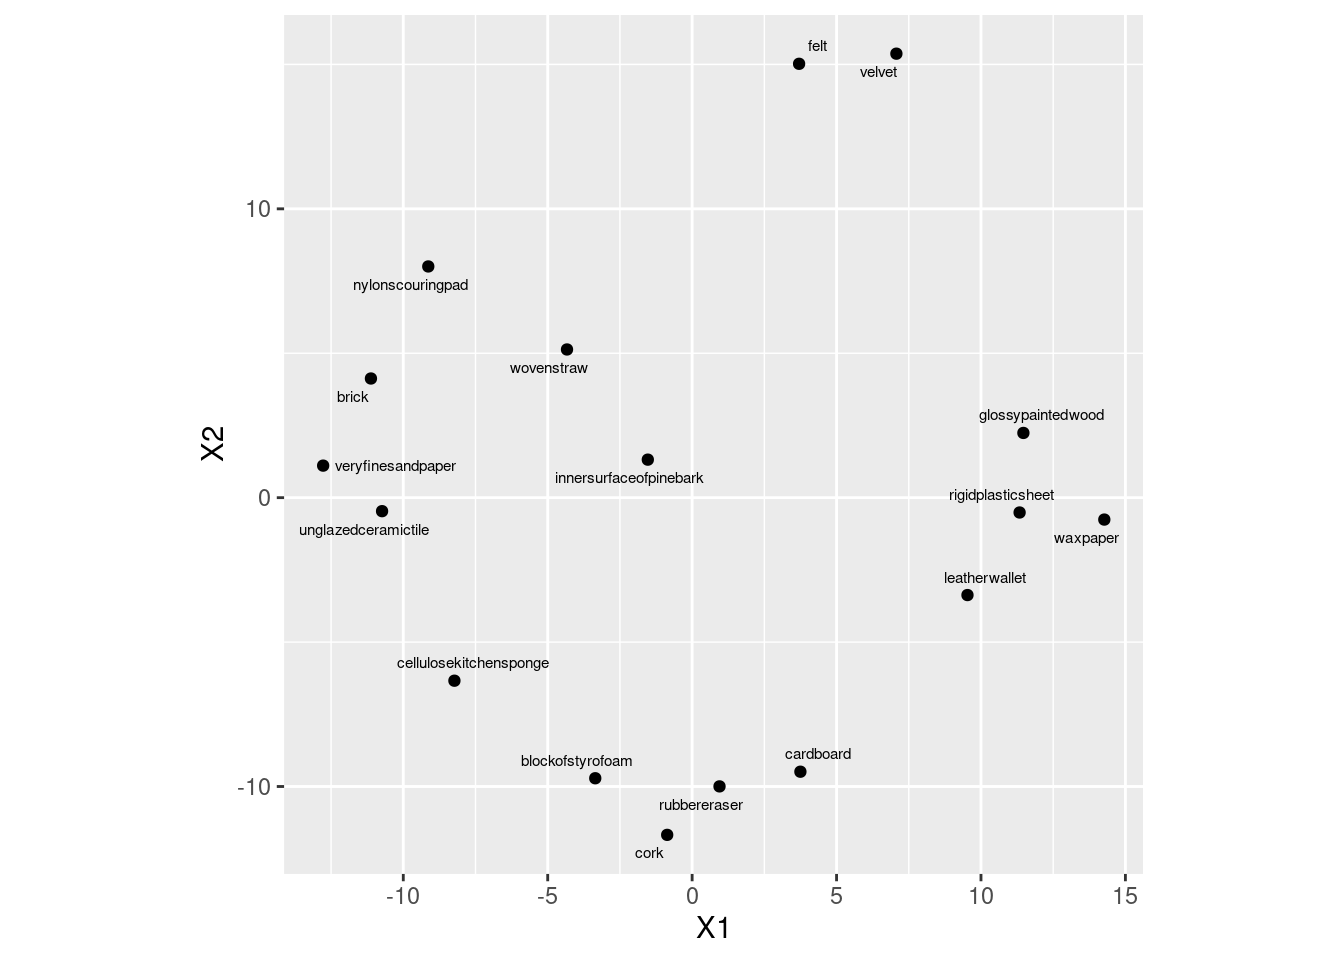 felt
velvet
10
nylonscouringpad
wovenstraw
brick
glossypaintedwood
X2
veryfinesandpaper
innersurfaceofpinebark
0
rigidplasticsheet
unglazedceramictile
waxpaper
leatherwallet
cellulosekitchensponge
cardboard
blockofstyrofoam
-10
rubbereraser
cork
-10 -5 0 5 10 15
X1